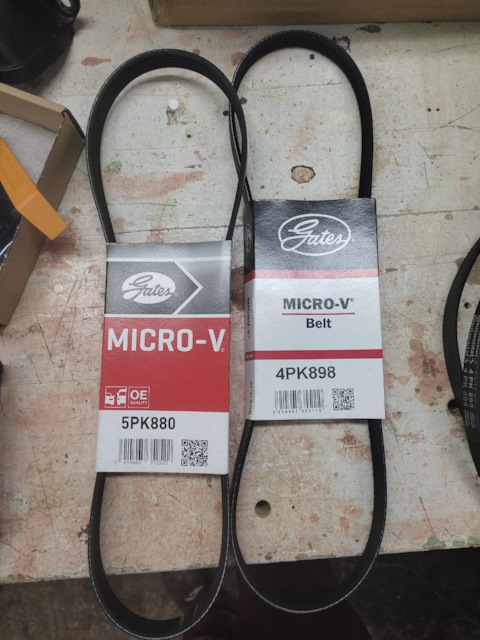 Gates
MICRO-V®
OE
QUALITY
5PK880
Gates
MICRO-V®
Belt
4PK898